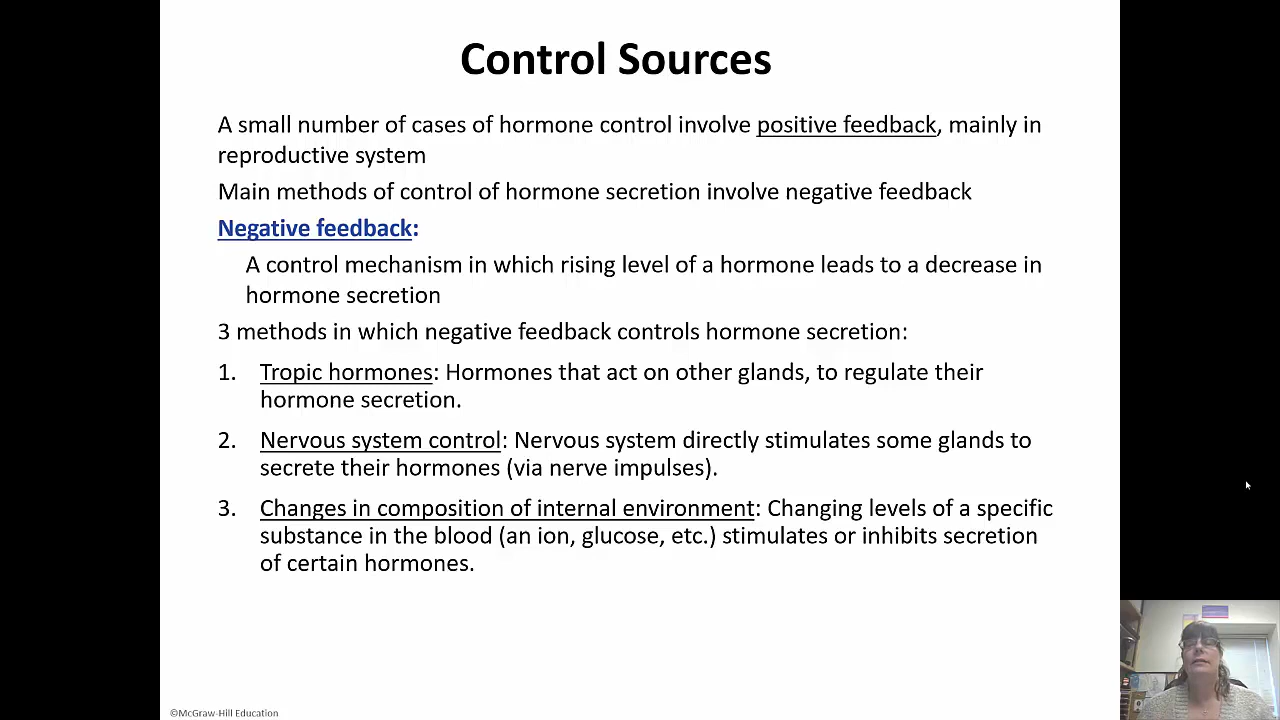 Control Sources
A small number of cases of hormone control involve positive feedback, mainly in
reproductive system
Main methods of control of hormone secretion involve negative feedback
Negative feedback:
A control mechanism in which rising level of a hormone leads to a decrease in
hormone secretion
3 methods in which negative feedback controls hormone secretion:
1. Tropic hormones: Hormones that act on other glands, to regulate their
hormone secretion.
2. Nervous system control: Nervous system directly stimulates some glands to
secrete their hormones (via nerve impulses).
3. Changes in composition of internal environment: Changing levels of a specific
substance in the blood (an ion, glucose, etc.) stimulates or inhibits secretion
of certain hormones.
©McGraw-Hill Education